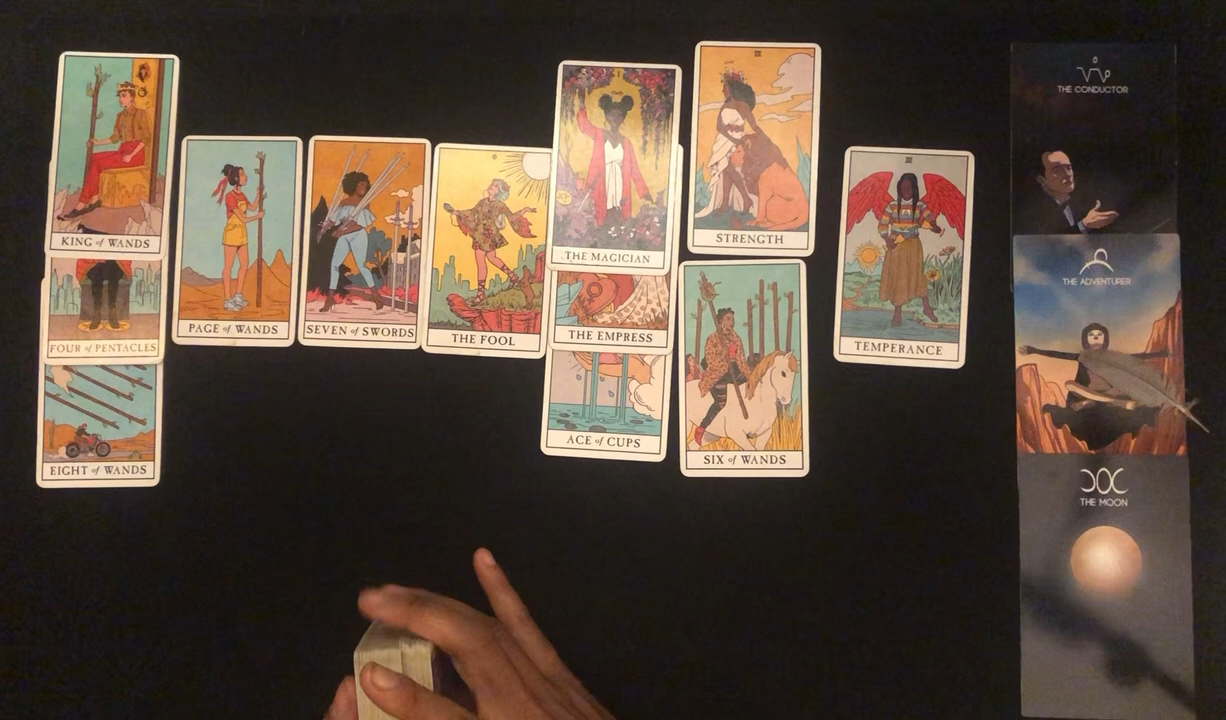 KING of WANDS
FOUR of PENTACLES
EIGHT of WANDS
PAGE of WANDS
SEVEN of SWORDS
THE FOOL
I
THE MAGICIAN
THE EMPRESS
ACE of CUPS
STRENGTH
SIX of WANDS
TEMPERANCE
THE CONDUCTOR
THE ADVENTURER
THE MOON